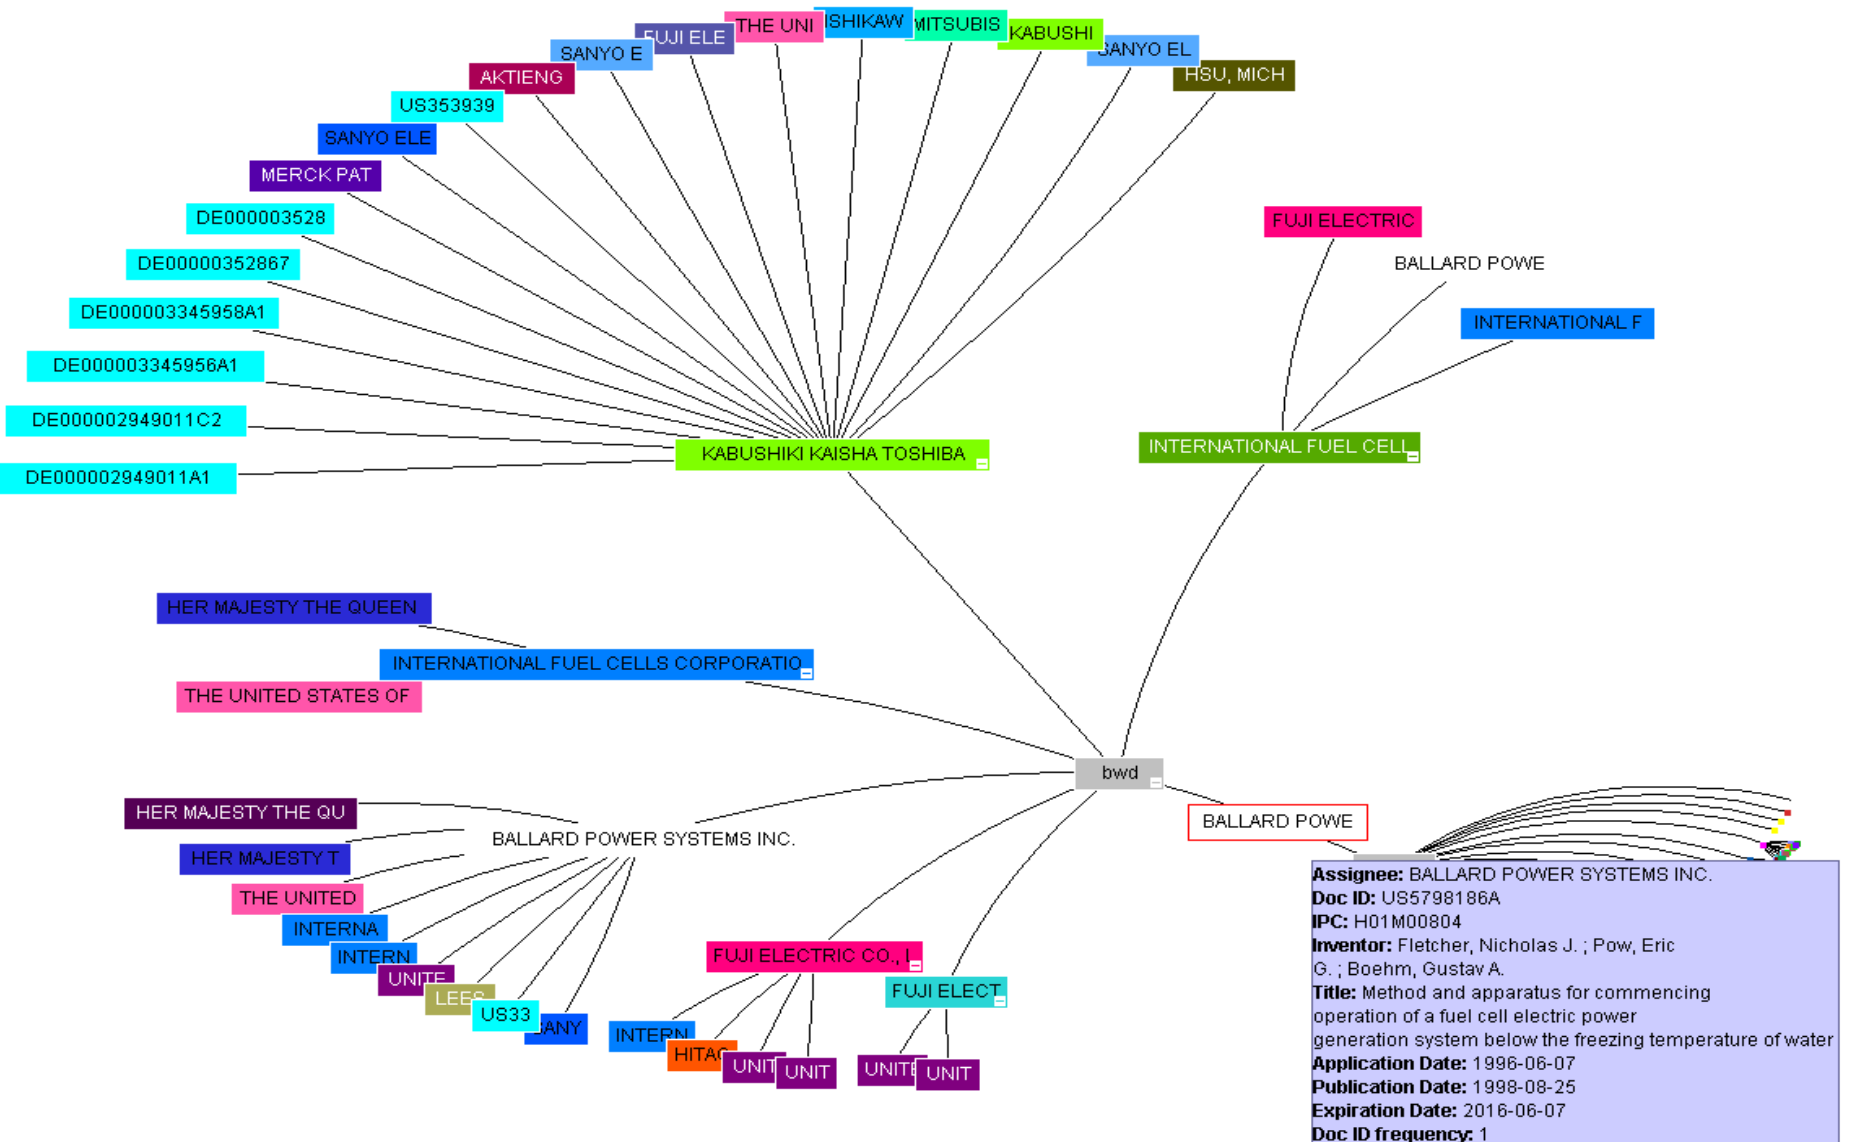 THE UNI
ISHIKAW
MITSUBIS
KABUSHI
FUJI ELE
SANYO E
SANYO EL
AKTIENG
HSU, MICH
US353939
SANYO ELE
MERCK PAT
DE000003528
FUJI ELECTRIC
DE00000352867
BALLARD POWE
DE000003345958A1
INTERNATIONAL F
DE000003345956A1
DE000002949011C2
INTERNATIONAL FUEL CELL
KABUSHIKI KAISHA TOSHIBA
DE000002949011A1
HER MAJESTY THE QUEEN
INTERNATIONAL FUEL CELLS CORPORATIO
THE UNITED STATES OF
bwd
HER MAJESTY THE QU
BALLARD POWE
BALLARD POWER SYSTEMS INC.
HER MAJESTY T
THE UNITED
INTERNA
INTERN
UNITE
LEES
US33
SANY
FUJI ELECTRIC CO., L
FUJI ELECT
INTERN
HITAC
UNIT
UNIT
UNITE
UNIT
Assignee: BALLARD POWER SYSTEMS INC.
Doc ID: US5798186A
IPC: H01M00804
Inventor: Fletcher, Nicholas J. ; Pow, Eric
G. ; Boehm, Gustav A.
Title: Method and apparatus for commencing
operation of a fuel cell electric power
generation system below the freezing temperature of water
Application Date: 1996-06-07
Publication Date: 1998-08-25
Expiration Date: 2016-06-07
Doc ID frequency: 1